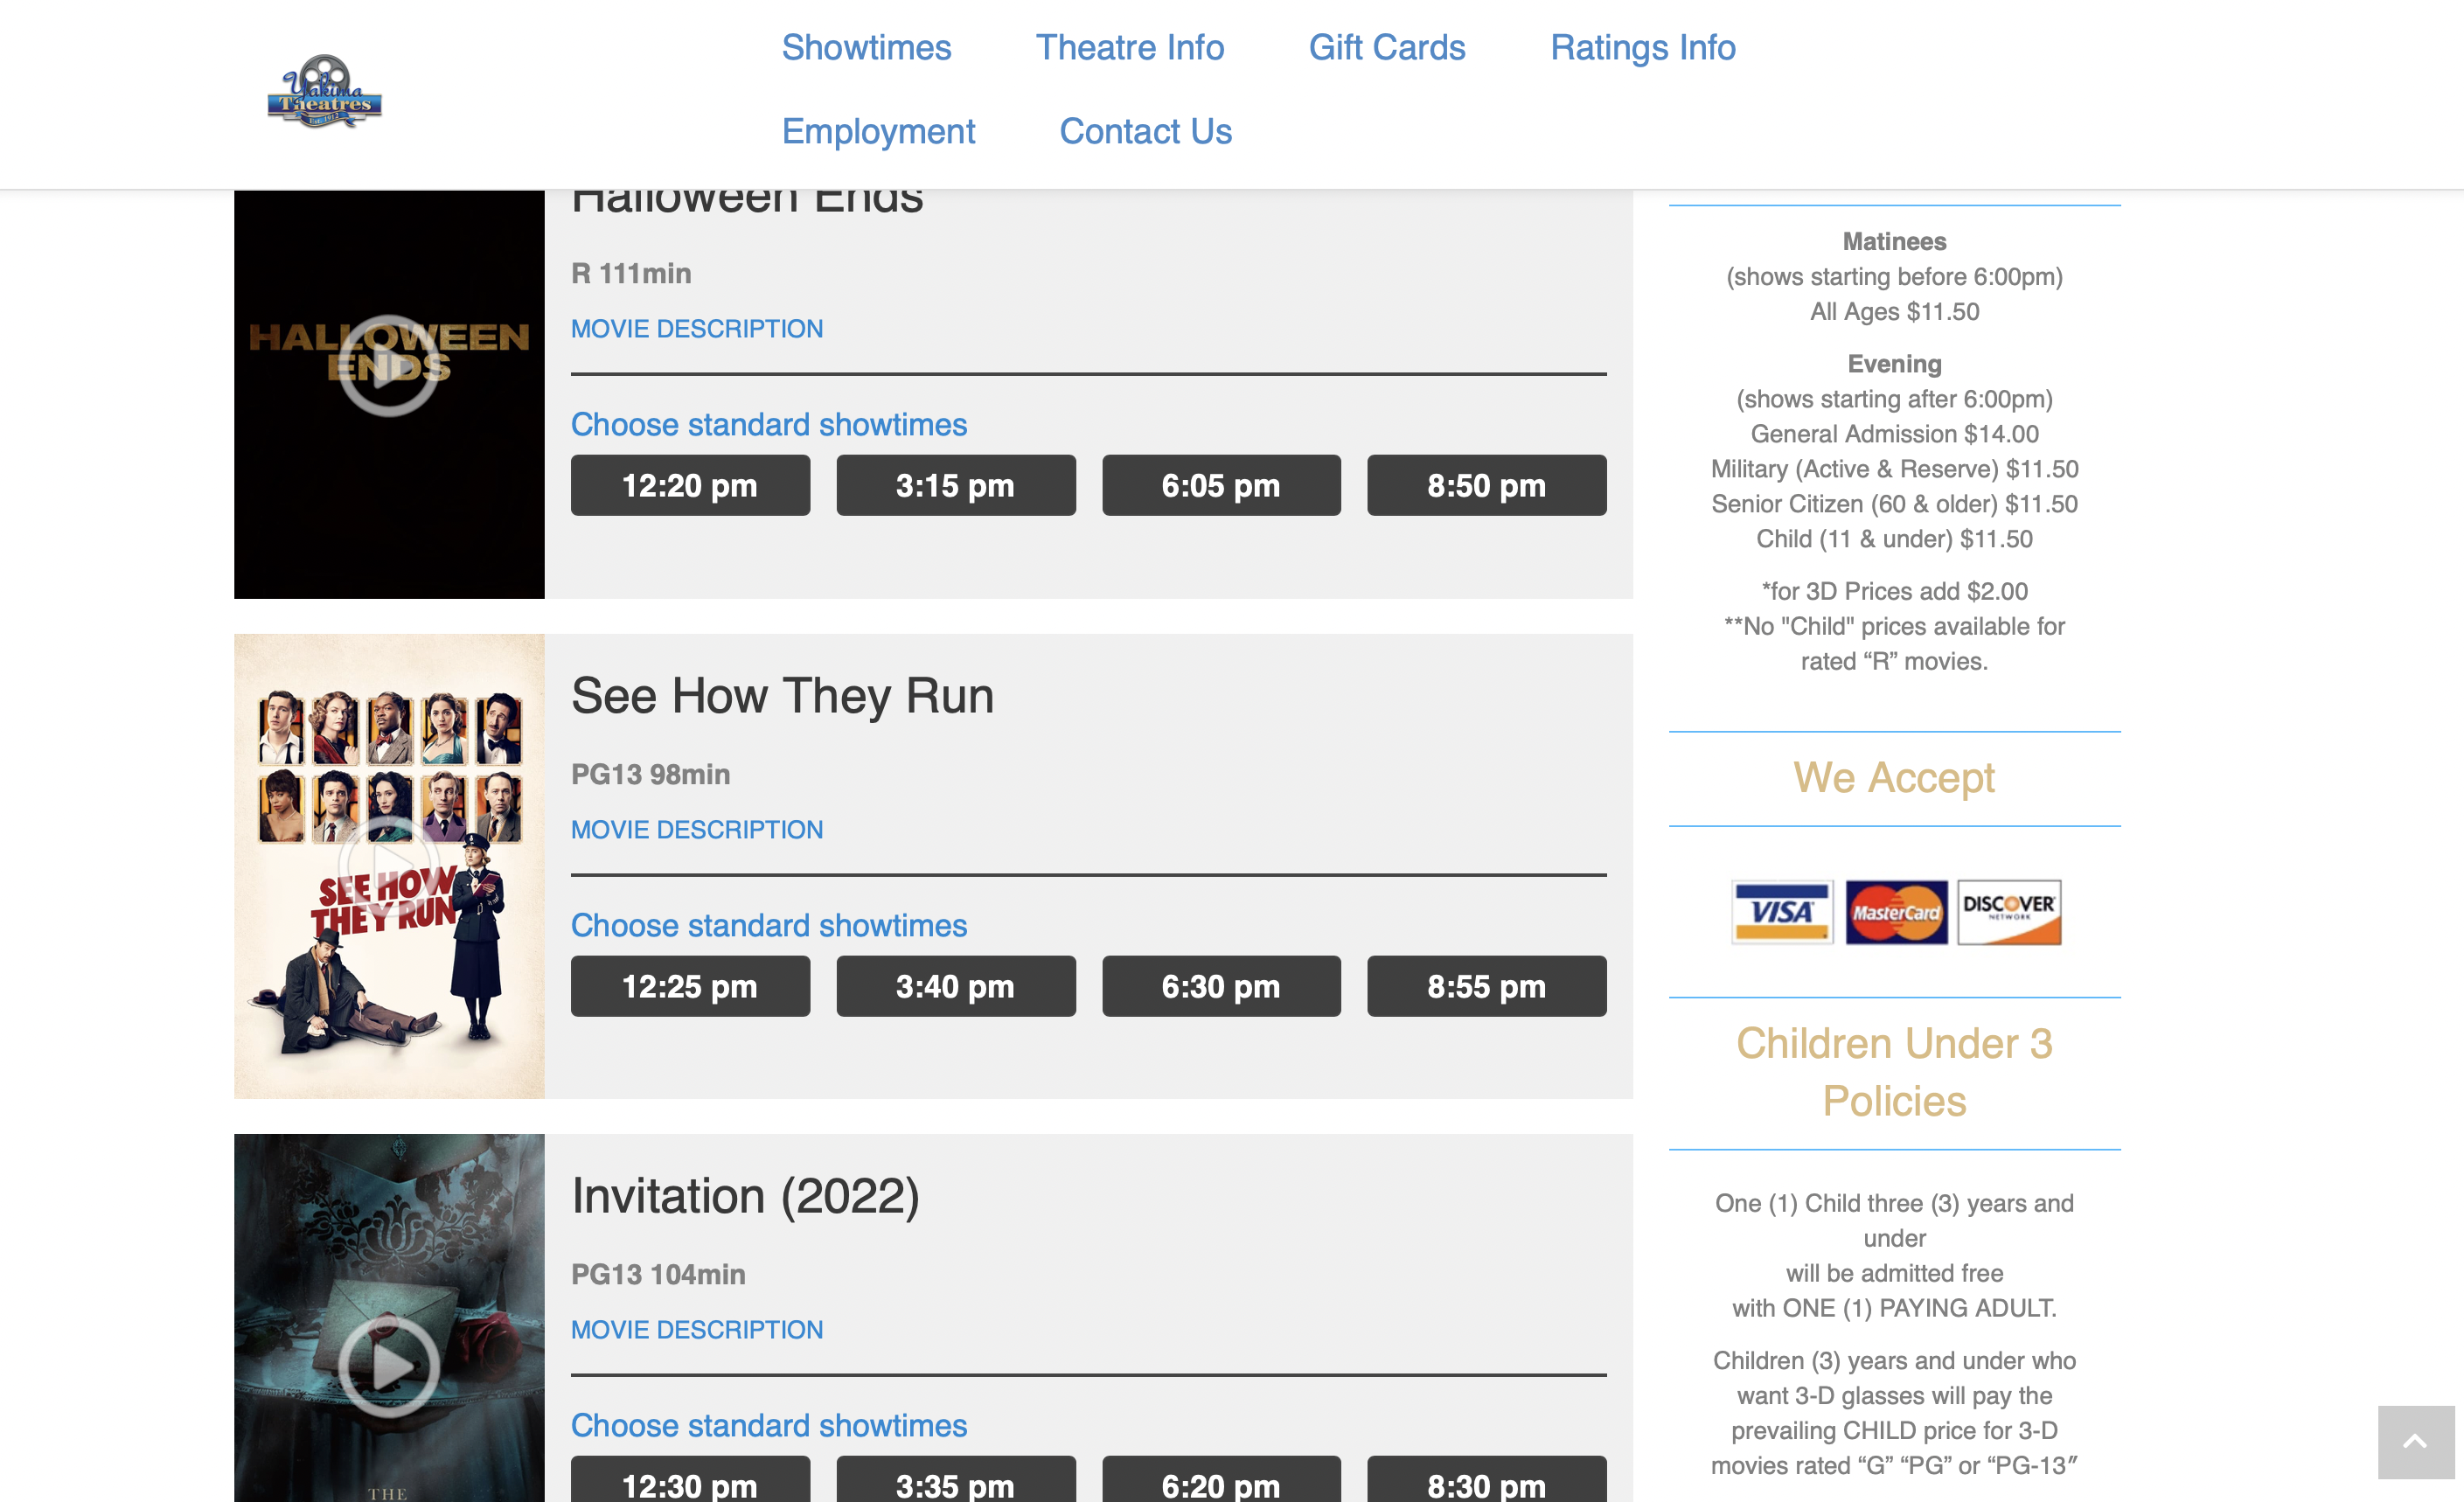 Yakima
Theatres
Est. 1912
Showtimes
Theatre Info
Gift Cards
Ratings Info
Employment
Contact Us
HALLOWEEN
ENDS
Halloween Ends
R 111min
MOVIE DESCRIPTION
Choose standard showtimes
12:20 pm
3:15 pm
6:05 pm
8:50 pm
SEE HOW
THEY RUN
See How They Run
PG13 98min
MOVIE DESCRIPTION
Choose standard showtimes
12:25 pm
3:40 pm
6:30 pm
8:55 pm
THE
Invitation (2022)
PG13 104min
MOVIE DESCRIPTION
Choose standard showtimes
12:30 pm
3:35 pm
6:20 pm
8:30 pm
Matinees
(shows starting before 6:00pm)
All Ages $11.50
Evening
(shows starting after 6:00pm)
General Admission $14.00
Military (Active & Reserve) $11.50
Senior Citizen (60 & older) $11.50
Child (11 & under) $11.50
*for 3D Prices add $2.00
**No "Child" prices available for
rated “R” movies.
We Accept
VISA
MasterCard
DISCOVER
NETWORK
Children Under 3
Policies
One (1) Child three (3) years and
under
will be admitted free
with ONE (1) PAYING ADULT.
Children (3) years and under who
want 3-D glasses will pay the
prevailing CHILD price for 3-D
movies rated “G” “PG” or “PG-13″